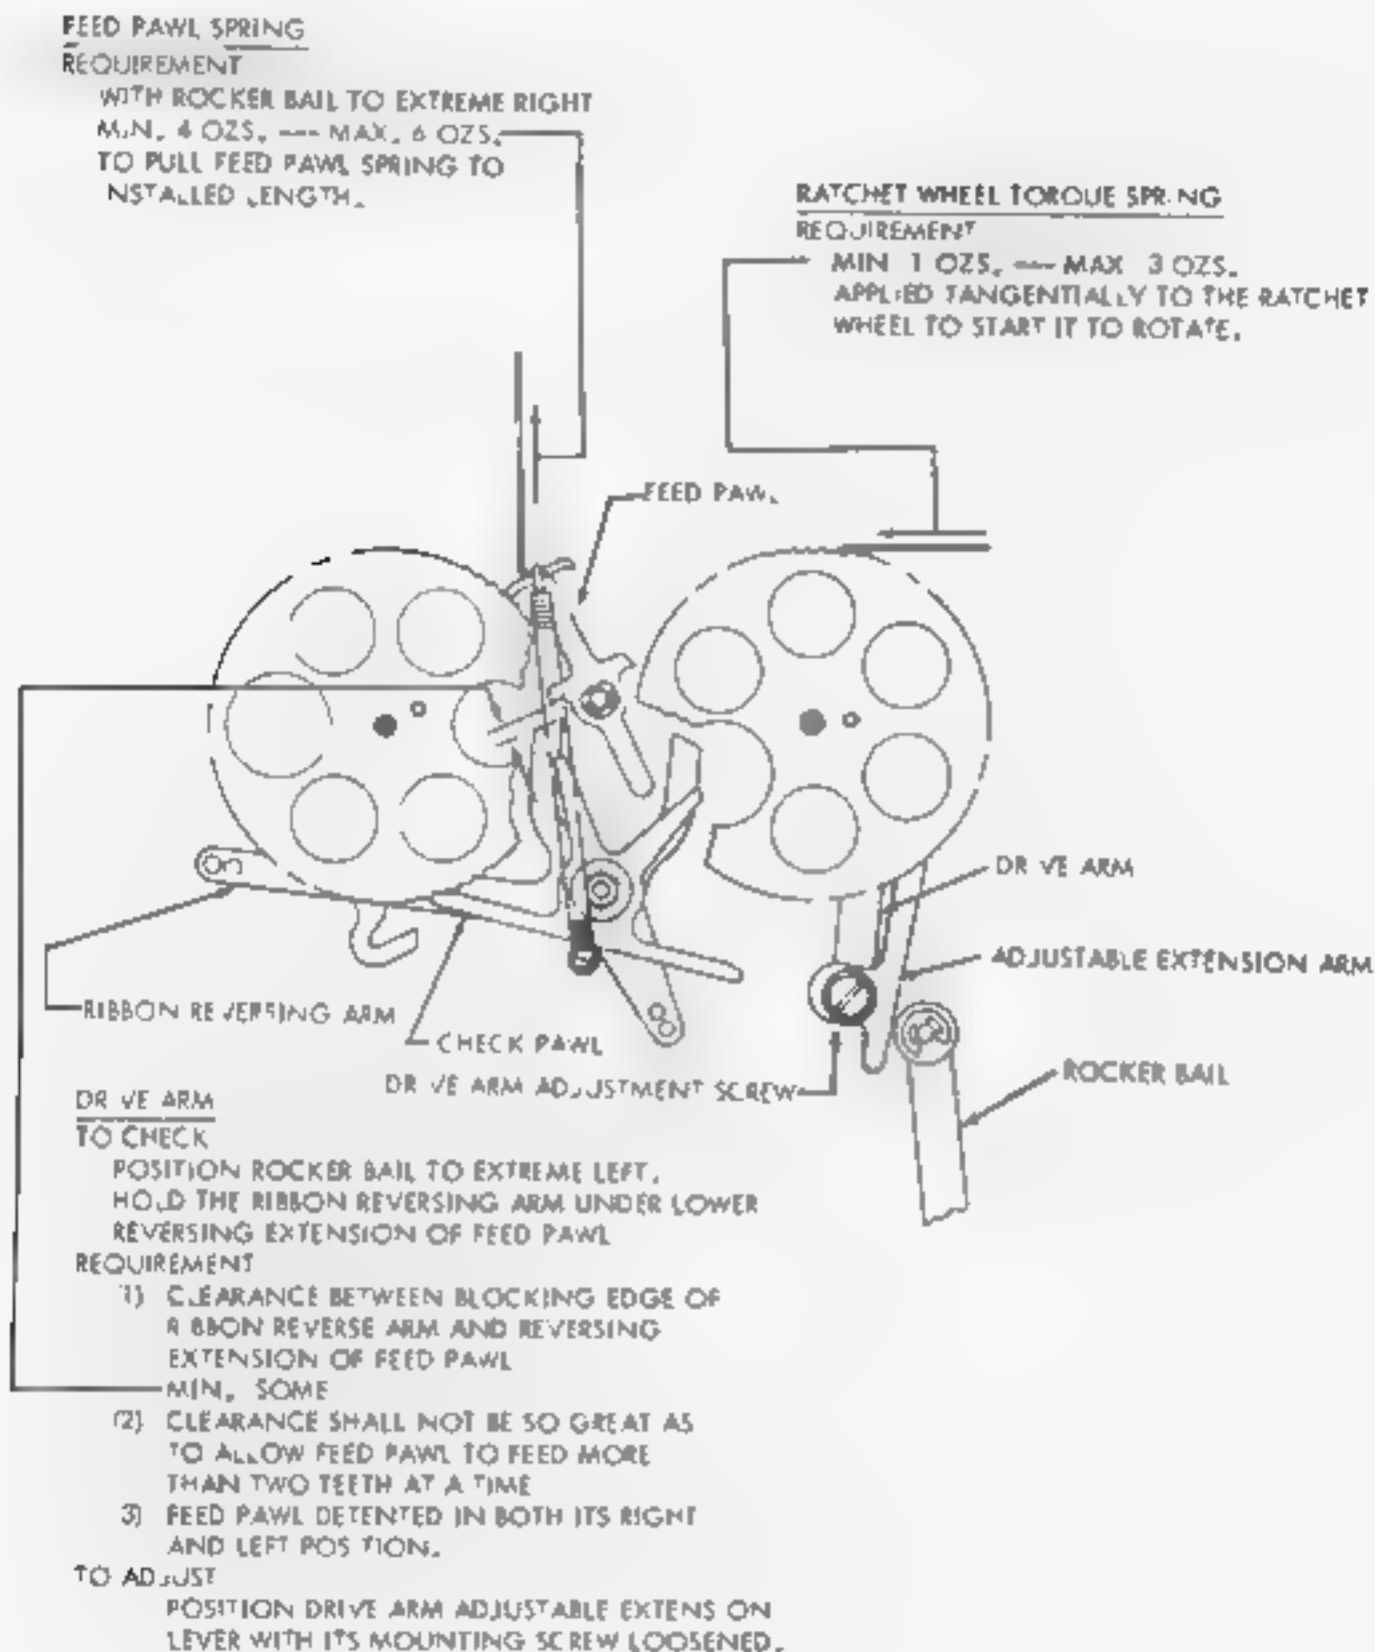 FEED PAWL SPRING
REQUIREMENT
WITH ROCKER BAIL TO EXTREME RIGHT
MIN. 4 OZS. --- MAX. 6 OZS.
TO PULL FEED PAWL SPRING TO
INSTALLED LENGTH.
RATCHET WHEEL TORQUE SPRING
REQUIREMENT
MIN 1 OZS. --- MAX 3 OZS.
APPLIED TANGENTIALLY TO THE RATCHET
WHEEL TO START IT TO ROTATE.
FEED PAWL
DRIVE ARM
ADJUSTABLE EXTENSION ARM
RIBBON REVERSING ARM
CHECK PAWL
DRIVE ARM ADJUSTMENT SCREW
ROCKER BAIL
DRIVE ARM
TO CHECK
POSITION ROCKER BAIL TO EXTREME LEFT.
HOLD THE RIBBON REVERSING ARM UNDER LOWER
REVERSING EXTENSION OF FEED PAWL
REQUIREMENT
(1) CLEARANCE BETWEEN BLOCKING EDGE OF
RIBBON REVERSE ARM AND REVERSING
EXTENSION OF FEED PAWL
MIN. SOME
(2) CLEARANCE SHALL NOT BE SO GREAT AS
TO ALLOW FEED PAWL TO FEED MORE
THAN TWO TEETH AT A TIME
3) FEED PAWL DETENTED IN BOTH ITS RIGHT
AND LEFT POSITION.
TO ADJUST
POSITION DRIVE ARM ADJUSTABLE EXTENSION
LEVER WITH ITS MOUNTING SCREW LOOSENED.